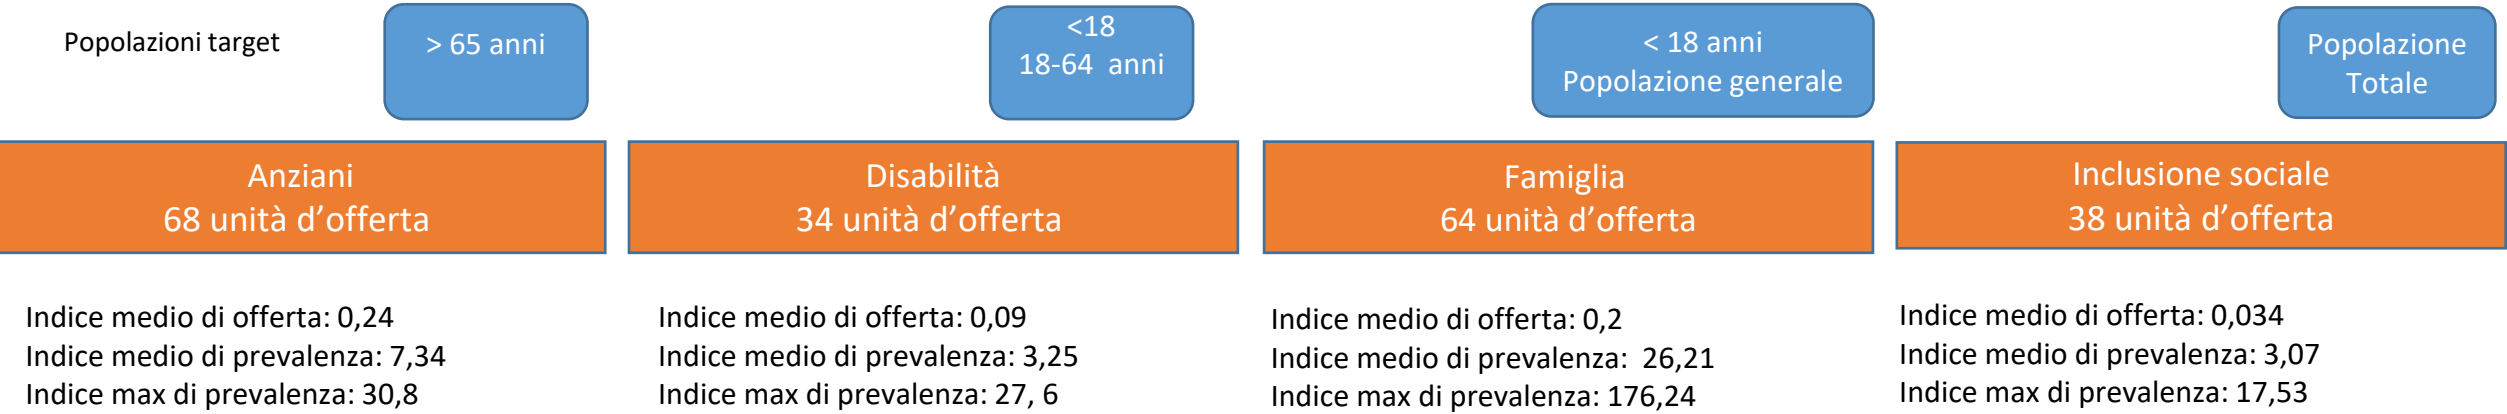 Popolazioni target
> 65 anni
<18
18-64 anni
< 18 anni
Popolazione generale
Popolazione
Totale
Anziani
68 unità d’offerta
Disabilità
34 unità d’offerta
Famiglia
64 unità d’offerta
Inclusione sociale
38 unità d’offerta
Indice medio di offerta: 0,24
Indice medio di prevalenza: 7,34
Indice max di prevalenza: 30,8
Indice medio di offerta: 0,09
Indice medio di prevalenza: 3,25
Indice max di prevalenza: 27, 6
Indice medio di offerta: 0,2
Indice medio di prevalenza: 26,21
Indice max di prevalenza: 176,24
Indice medio di offerta: 0,034
Indice medio di prevalenza: 3,07
Indice max di prevalenza: 17,53